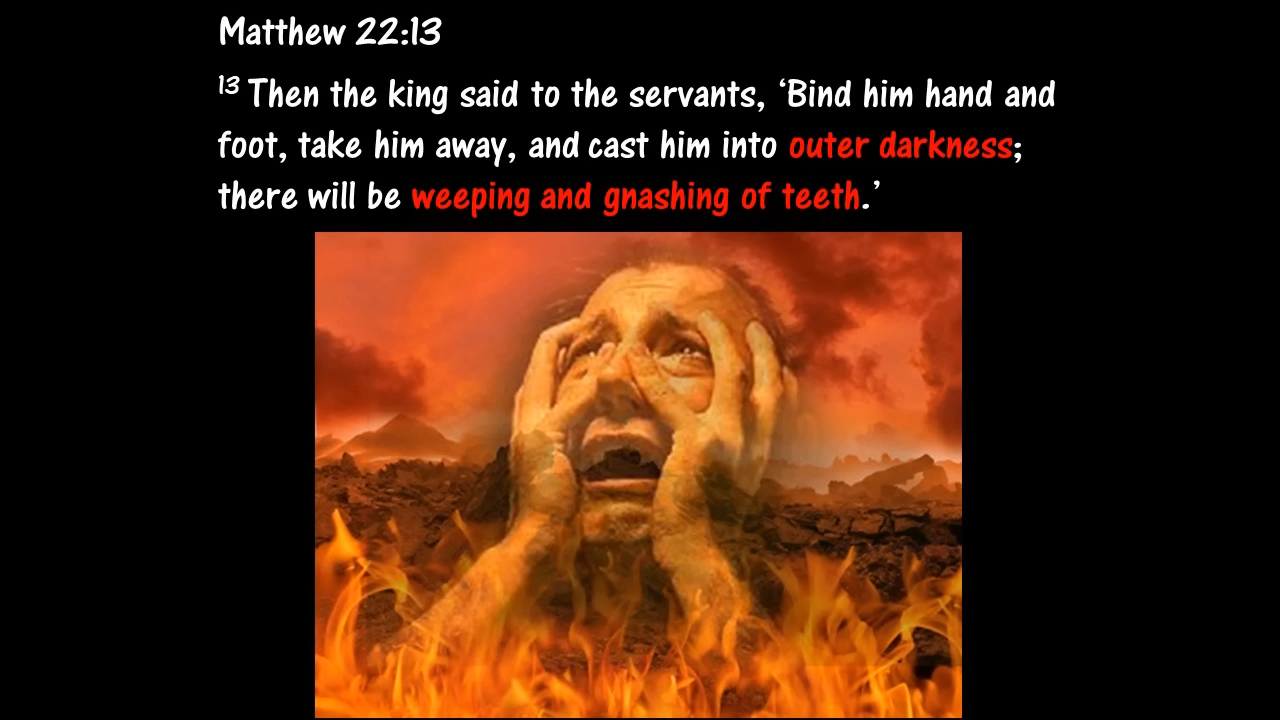 Matthew 22:13
13 Then the king said to the servants, ‘Bind him hand and
foot, take him away, and cast him into outer darkness;
there will be weeping and gnashing of teeth.’